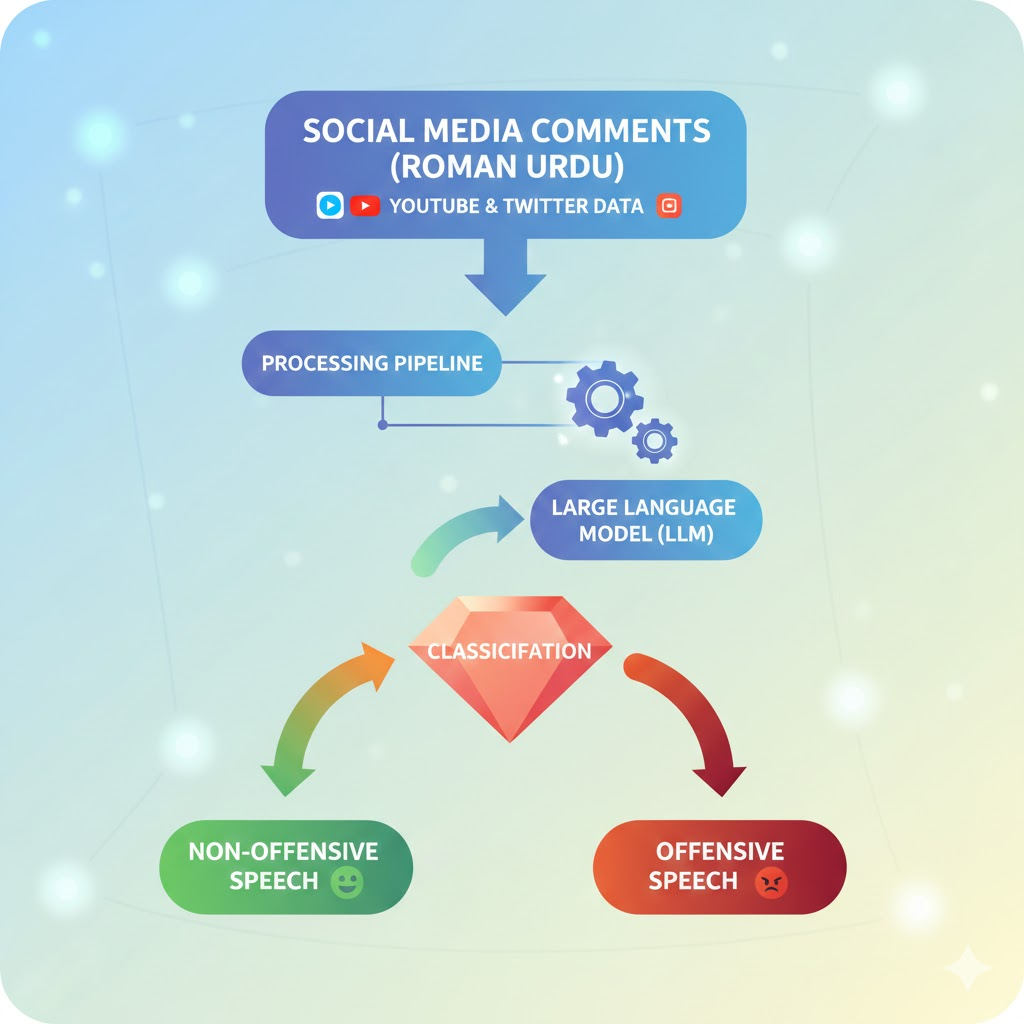 SOCIAL MEDIA COMMENTS
(ROMAN URDU)
YOUTUBE & TWITTER DATA
PROCESSING PIPELINE
LARGE LANGUAGE
MODEL (LLM)
CLASSICIFATION
NON-OFFENSIVE
SPEECH
OFFENSIVE
SPEECH